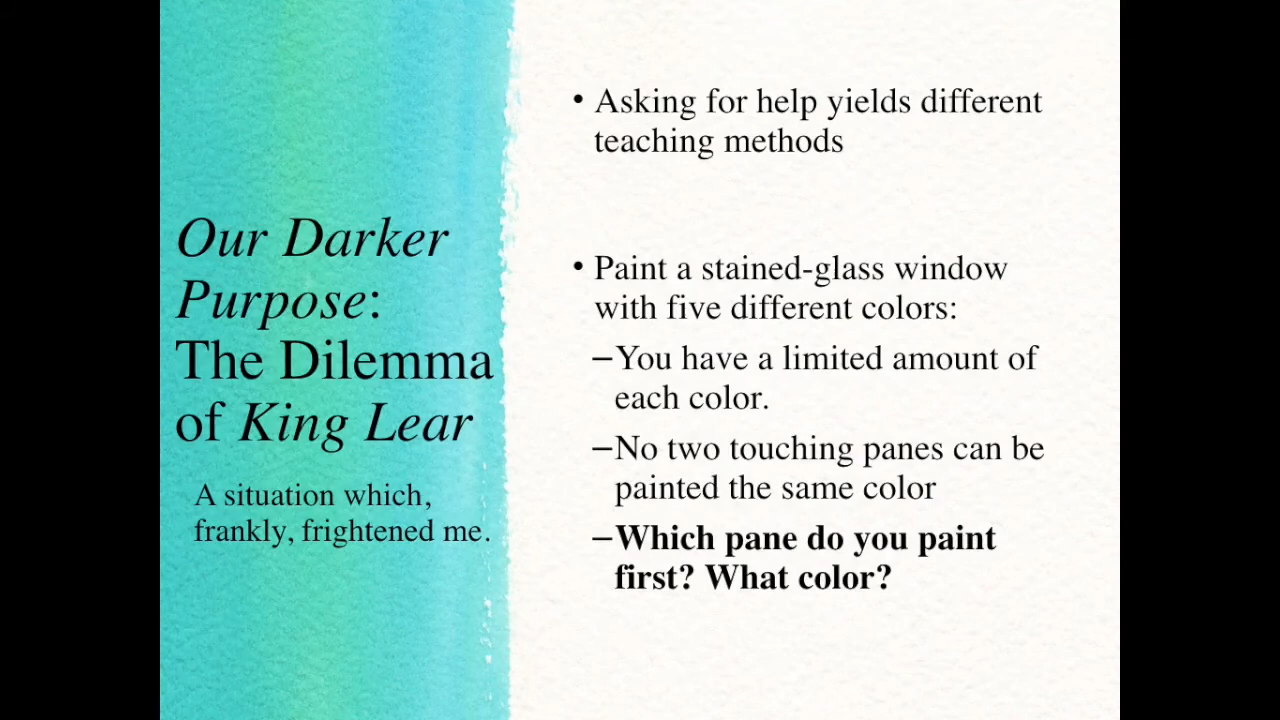 Our Darker
Purpose:
The Dilemma
of King Lear
A situation which,
frankly, frightened me.
• Asking for help yields different
teaching methods
• Paint a stained-glass window
with five different colors:
–You have a limited amount of
each color.
–No two touching panes can be
painted the same color
–Which pane do you paint
first? What color?